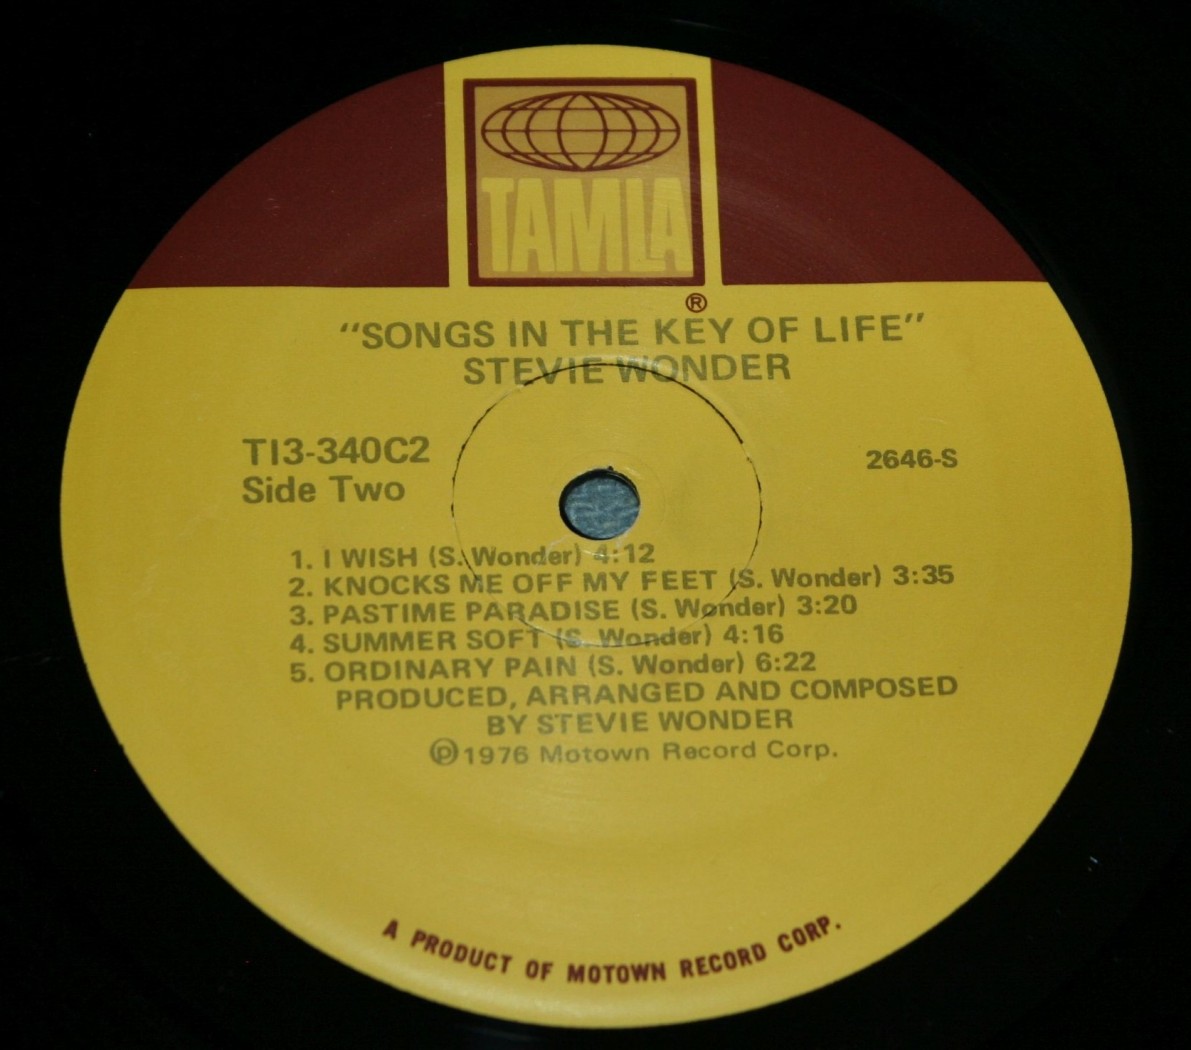 TAMLA
®
"SONGS IN THE KEY OF LIFE"
STEVIE WONDER
T13-340C2
2646-S
Side Two
1. I WISH (S. Wonder) 4:12
2. KNOCKS ME OFF MY FEET (S. Wonder) 3:35
3. PASTIME PARADISE (S. Wonder) 3:20
4. SUMMER SOFT (S. Wonder) 4:16
5. ORDINARY PAIN (S. Wonder) 6:22
PRODUCED, ARRANGED AND COMPOSED
BY STEVIE WONDER
℗1976 Motown Record Corp.
A PRODUCT OF MOTOWN RECORD CORP.